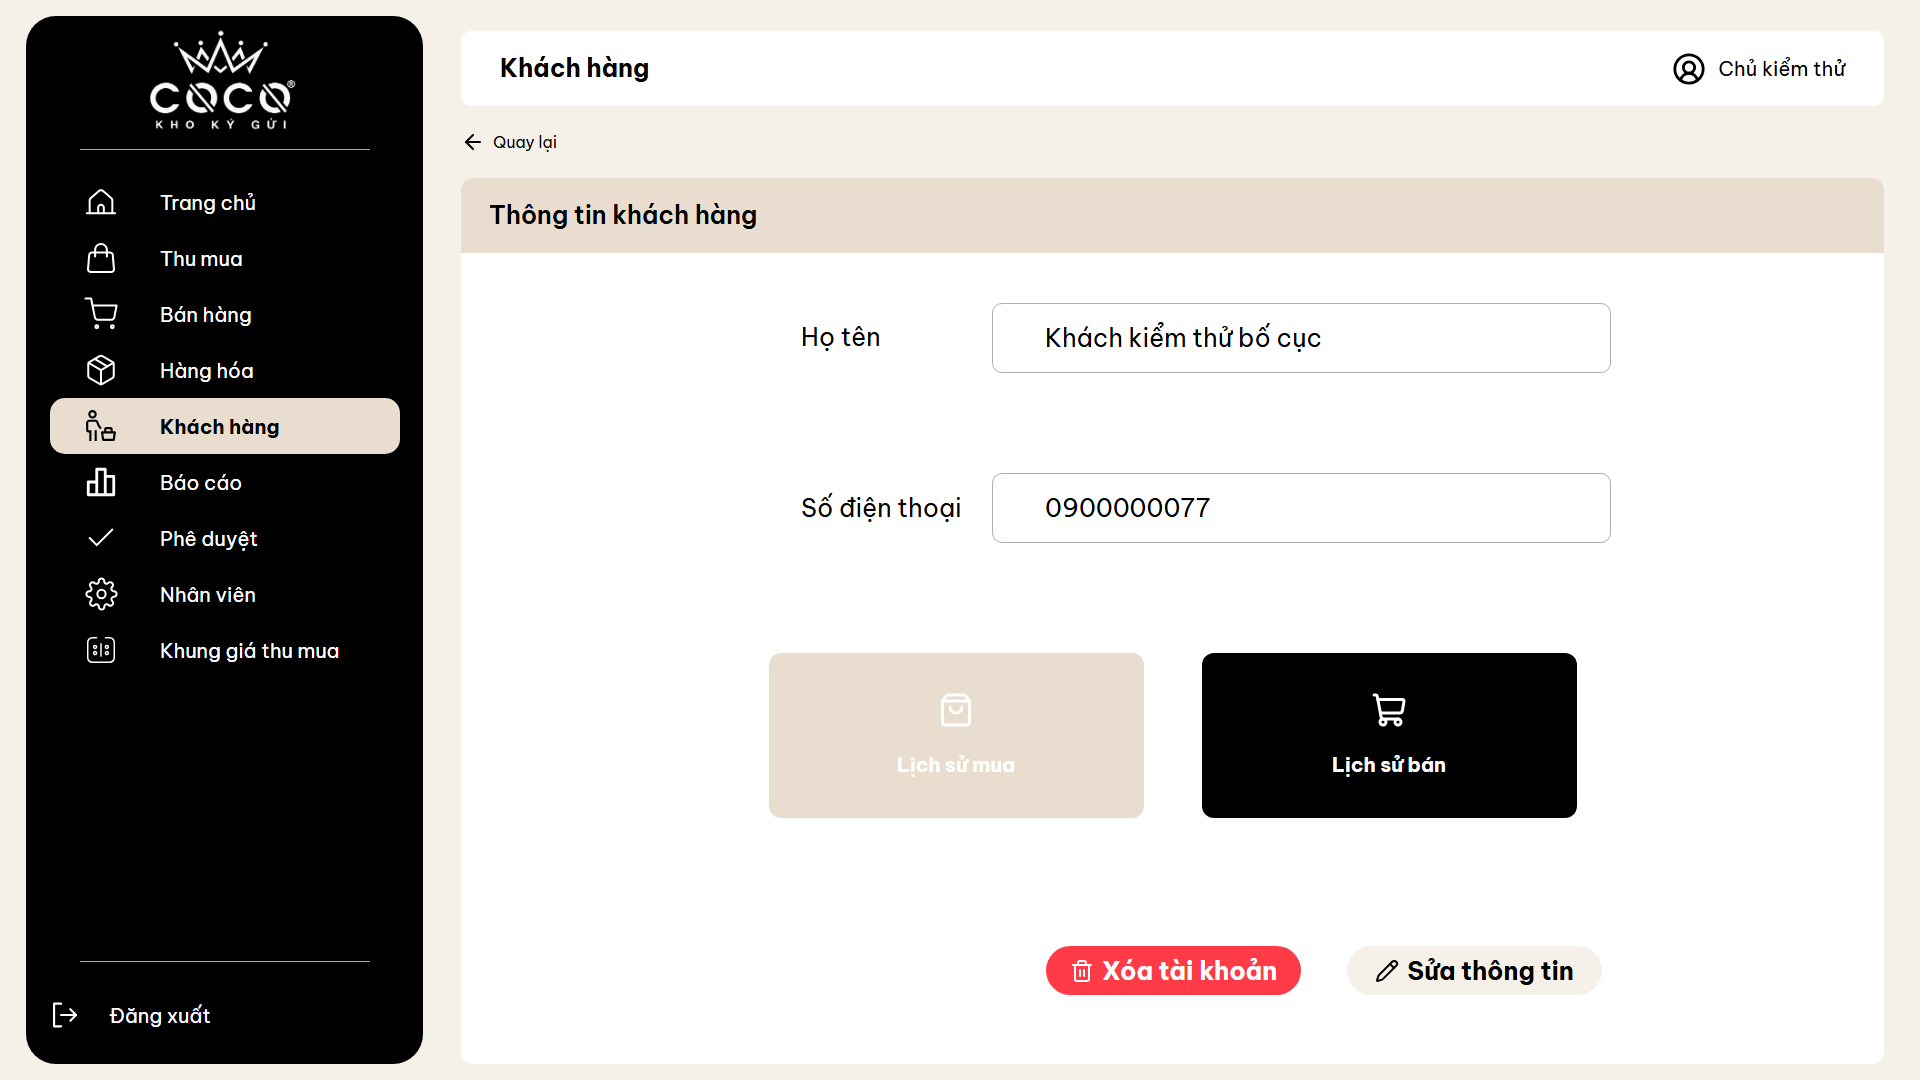 COCO®
KHO KÝ GỬI
Trang chủ
Thu mua
Bán hàng
Hàng hóa
Khách hàng
Báo cáo
Phê duyệt
Nhân viên
Khung giá thu mua
Đăng xuất
Khách hàng
Chủ kiểm thử
Quay lại
Thông tin khách hàng
Họ tên
Khách kiểm thử bố cục
Số điện thoại
0900000077
Lịch sử mua
Lịch sử bán
Xóa tài khoản
Sửa thông tin